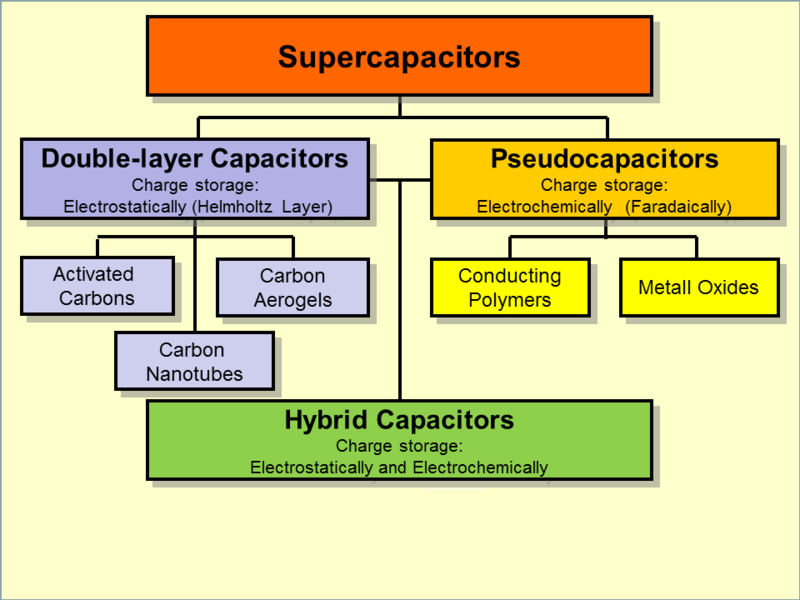 Supercapacitors
Double-layer Capacitors
Charge storage:
Electrostatically (Helmholtz Layer)
Pseudocapacitors
Charge storage:
Electrochemically (Faradaically)
Activated
Carbons
Carbon
Aerogels
Carbon
Nanotubes
Conducting
Polymers
Metall Oxides
Hybrid Capacitors
Charge storage:
Electrostatically and Electrochemically